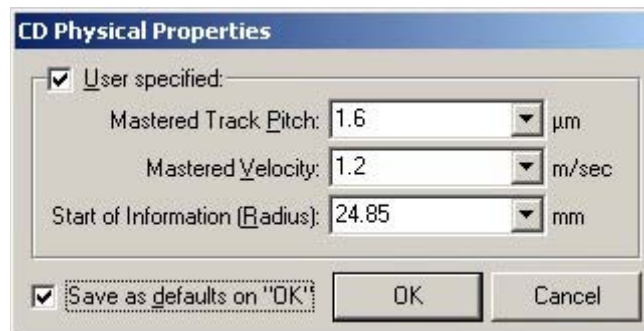 CD Physical Properties
User specified:
Mastered Track Pitch: 1.6 µm
Mastered Velocity: 1.2 m/sec
Start of Information (Radius): 24.85 mm
Save as defaults on "OK" OK Cancel